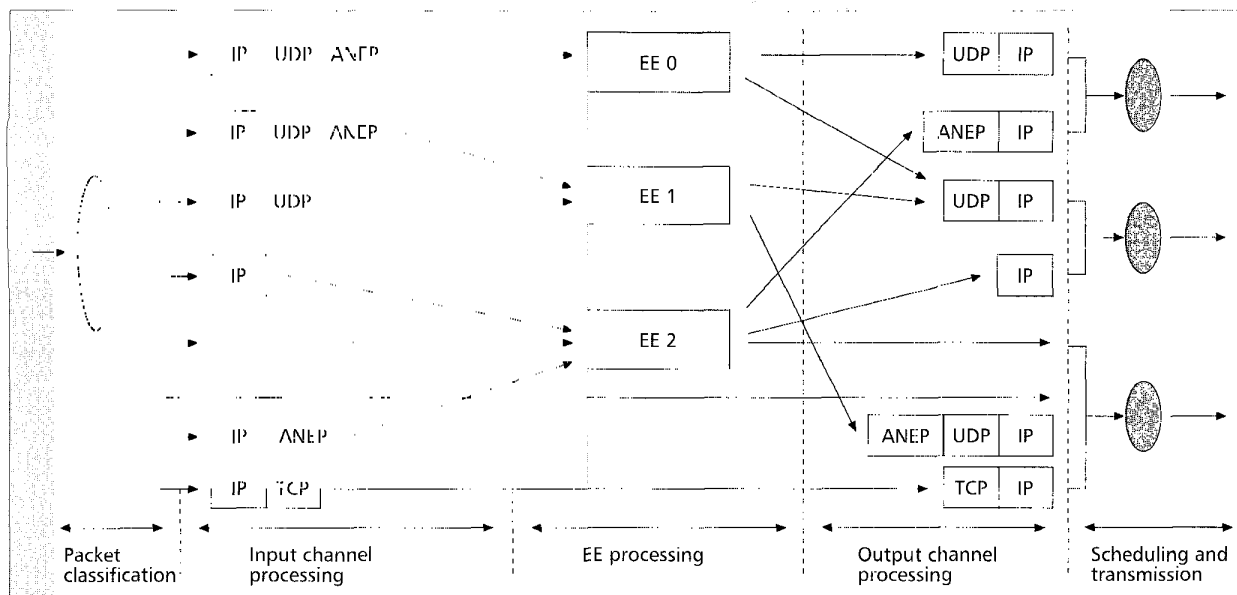 IP UDP ANEP
EE 0
UDP IP
IP UDP ANEP
ANEP IP
IP UDP
EE 1
UDP IP
IP
IP
EE 2
IP ANEP
ANEP UDP IP
IP TCP
TCP IP
Packet classification
Input channel processing
EE processing
Output channel processing
Scheduling and transmission